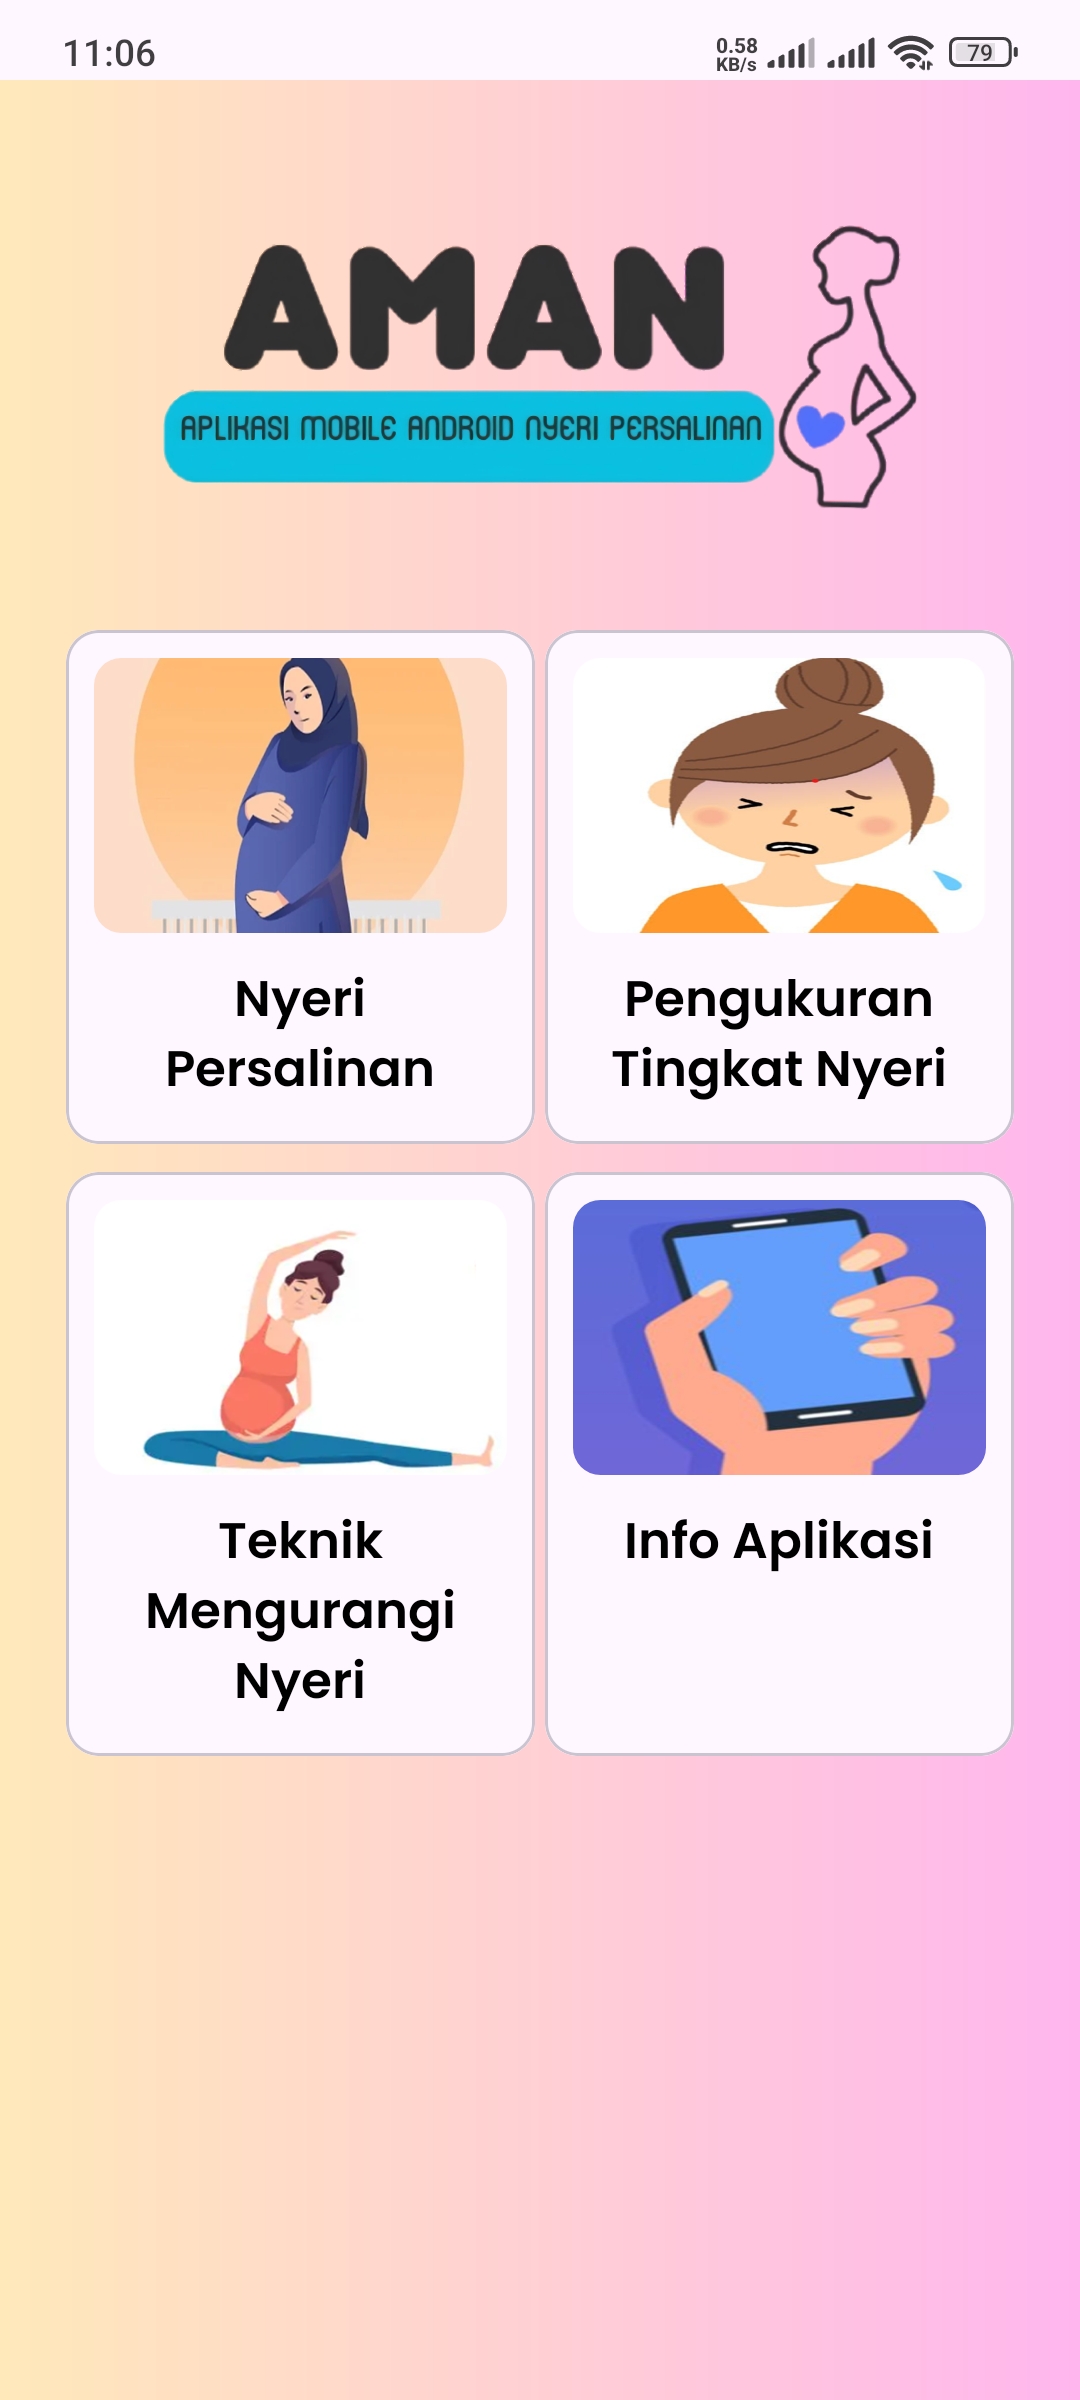 11:06
0.58
KB/s
79
AMAN
APLIKASI MOBILE ANDROID NYERI PERSALINAN
Nyeri
Persalinan
Pengukuran
Tingkat Nyeri
Teknik
Mengurangi
Nyeri
Info Aplikasi